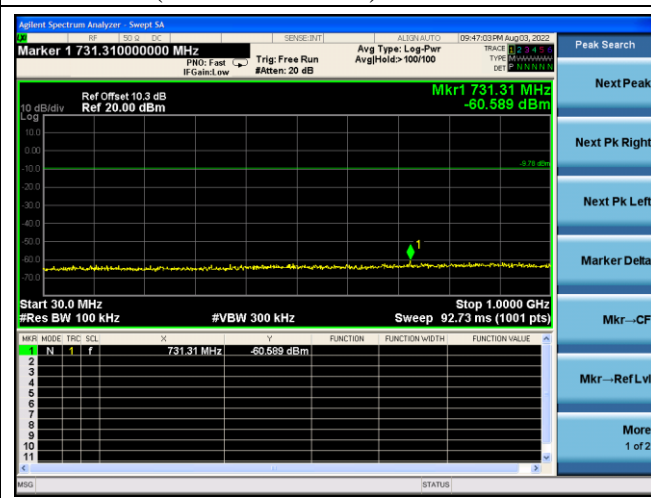 Agilent Spectrum Analyzer - Swept SA
RF 50 Ω DC SENSE:INT ALIGN AUTO 09:47:03 PM Aug 03, 2022
Marker 1 731.310000000 MHz
PNO: Fast
IFGain:Low
Trig: Free Run
#Atten: 20 dB
Avg Type: Log-Pwr
Avg|Hold:> 100/100
TRACE 1 2 3 4 5 6
TYPE M
DET P N N N N N
Peak Search
Next Peak
Next Pk Right
Next Pk Left
Marker Delta
Mkr→CF
Mkr→RefLvl
More
1 of 2
Mkr1 731.31 MHz
-60.589 dBm
Ref Offset 10.3 dB
10 dB/div Ref 20.00 dBm
Log
10.0
0.00
-10.0
-20.0
-30.0
-40.0
-50.0
-60.0
-70.0
-9.78 dBm
1
Start 30.0 MHz Stop 1.0000 GHz
#Res BW 100 kHz #VBW 300 kHz Sweep 92.73 ms (1001 pts)
MKR MODE TRC SCL X Y FUNCTION FUNCTION WIDTH FUNCTION VALUE
1 N 1 f 731.31 MHz -60.589 dBm
2
3
4
5
6
7
8
9
10
11
MSG STATUS